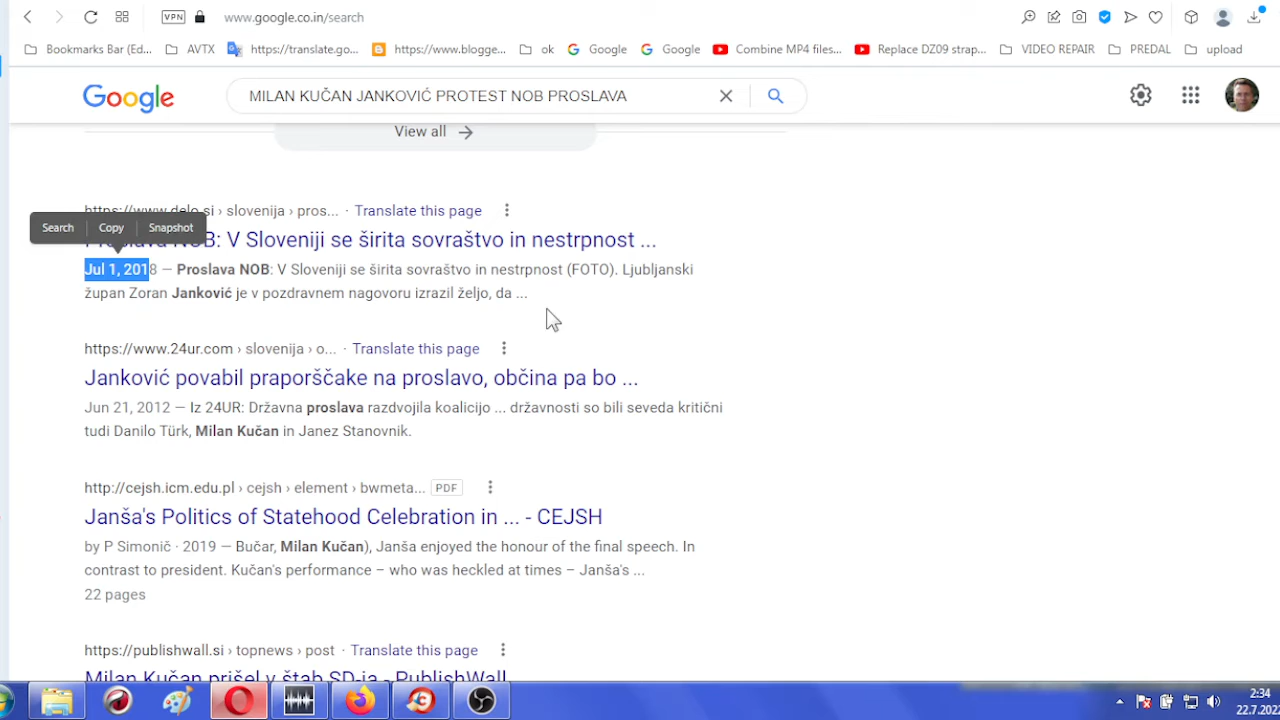 VPN www.google.co.in/search
Bookmarks Bar (Ed... AVTX https://translate.go... https://www.blogge... ok Google Google Combine MP4 files... Replace DZ09 strap... VIDEO REPAIR PREDAL upload
Google MILAN KUČAN JANKOVIĆ PROTEST NOB PROSLAVA
View all
https://www.delo.si › slovenija › pros... · Translate this page
Search Copy Snapshot
Proslava NOB: V Sloveniji se širita sovraštvo in nestrpnost ...
Jul 1, 2018 — Proslava NOB: V Sloveniji se širita sovraštvo in nestrpnost (FOTO). Ljubljanski
župan Zoran Janković je v pozdravnem nagovoru izrazil željo, da ...
https://www.24ur.com › slovenija › o... · Translate this page
Janković povabil praporščake na proslavo, občina pa bo ...
Jun 21, 2012 — Iz 24UR: Državna proslava razdvojila koalicijo ... državnosti so bili seveda kritični
tudi Danilo Türk, Milan Kučan in Janez Stanovnik.
http://cejsh.icm.edu.pl › cejsh › element › bwmeta... PDF
Janša's Politics of Statehood Celebration in ... - CEJSH
by P Simonič · 2019 — Bučar, Milan Kučan), Janša enjoyed the honour of the final speech. In
contrast to president. Kučan's performance – who was heckled at times – Janša's ...
22 pages
https://publishwall.si › topnews › post · Translate this page
Milan Kučan prišel v štab SD-ja - PublishWall
2:34
22.7.2022